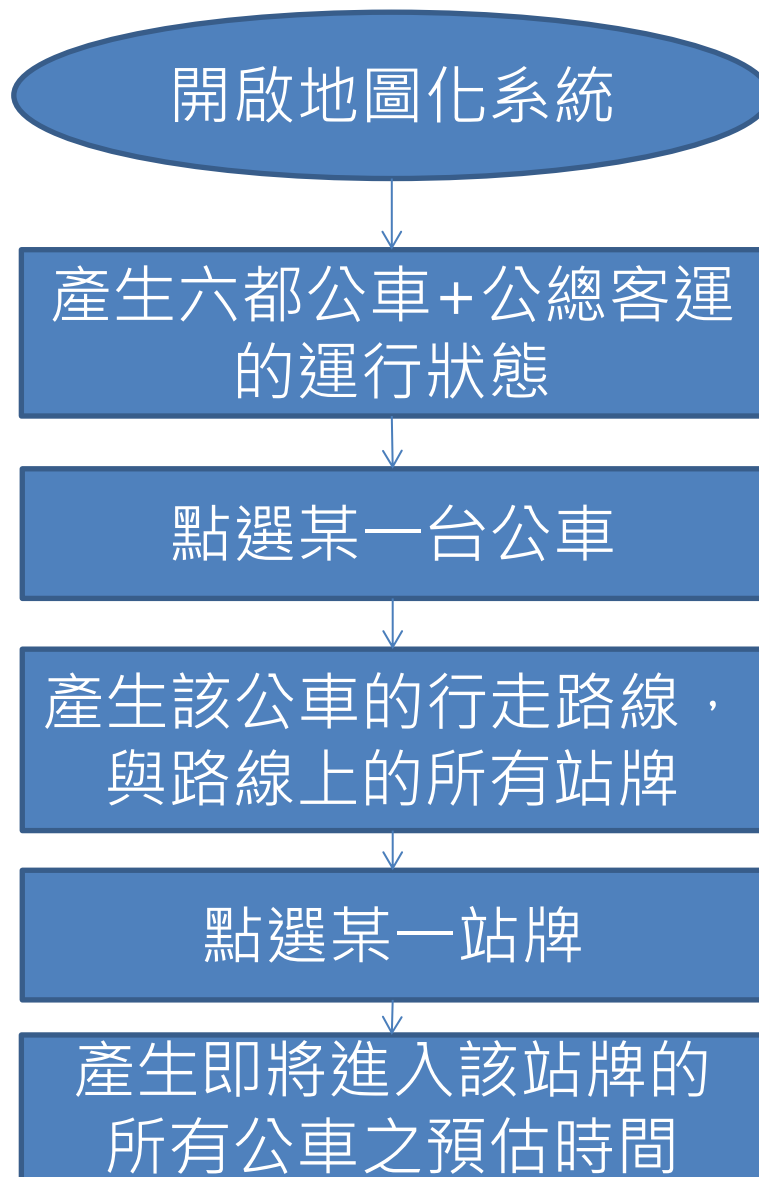 開啟地圖化系統
產生六都公車+公總客運
的運行狀態
點選某一台公車
產生該公車的行走路線，
與路線上的所有站牌
點選某一站牌
產生即將進入該站牌的
所有公車之預估時間